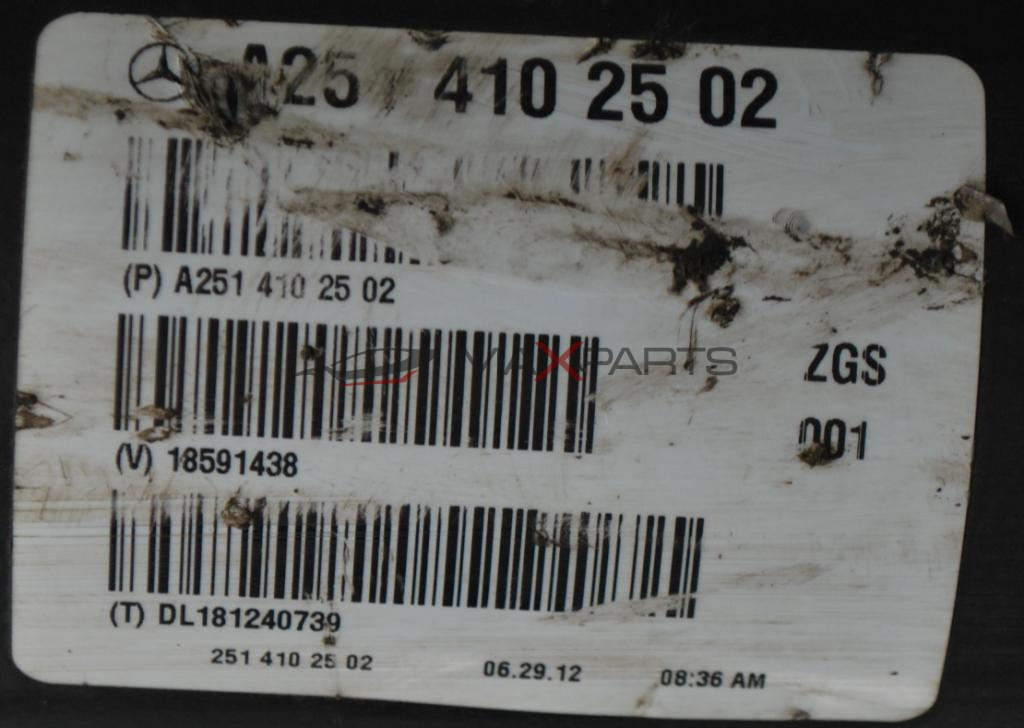 A25 410 25 02
(P) A251 410 25 02
MAXPARTS
ZGS
001
(V) 18591438
(T) DL181240739
251 410 25 02 06.29.12 08:36 AM